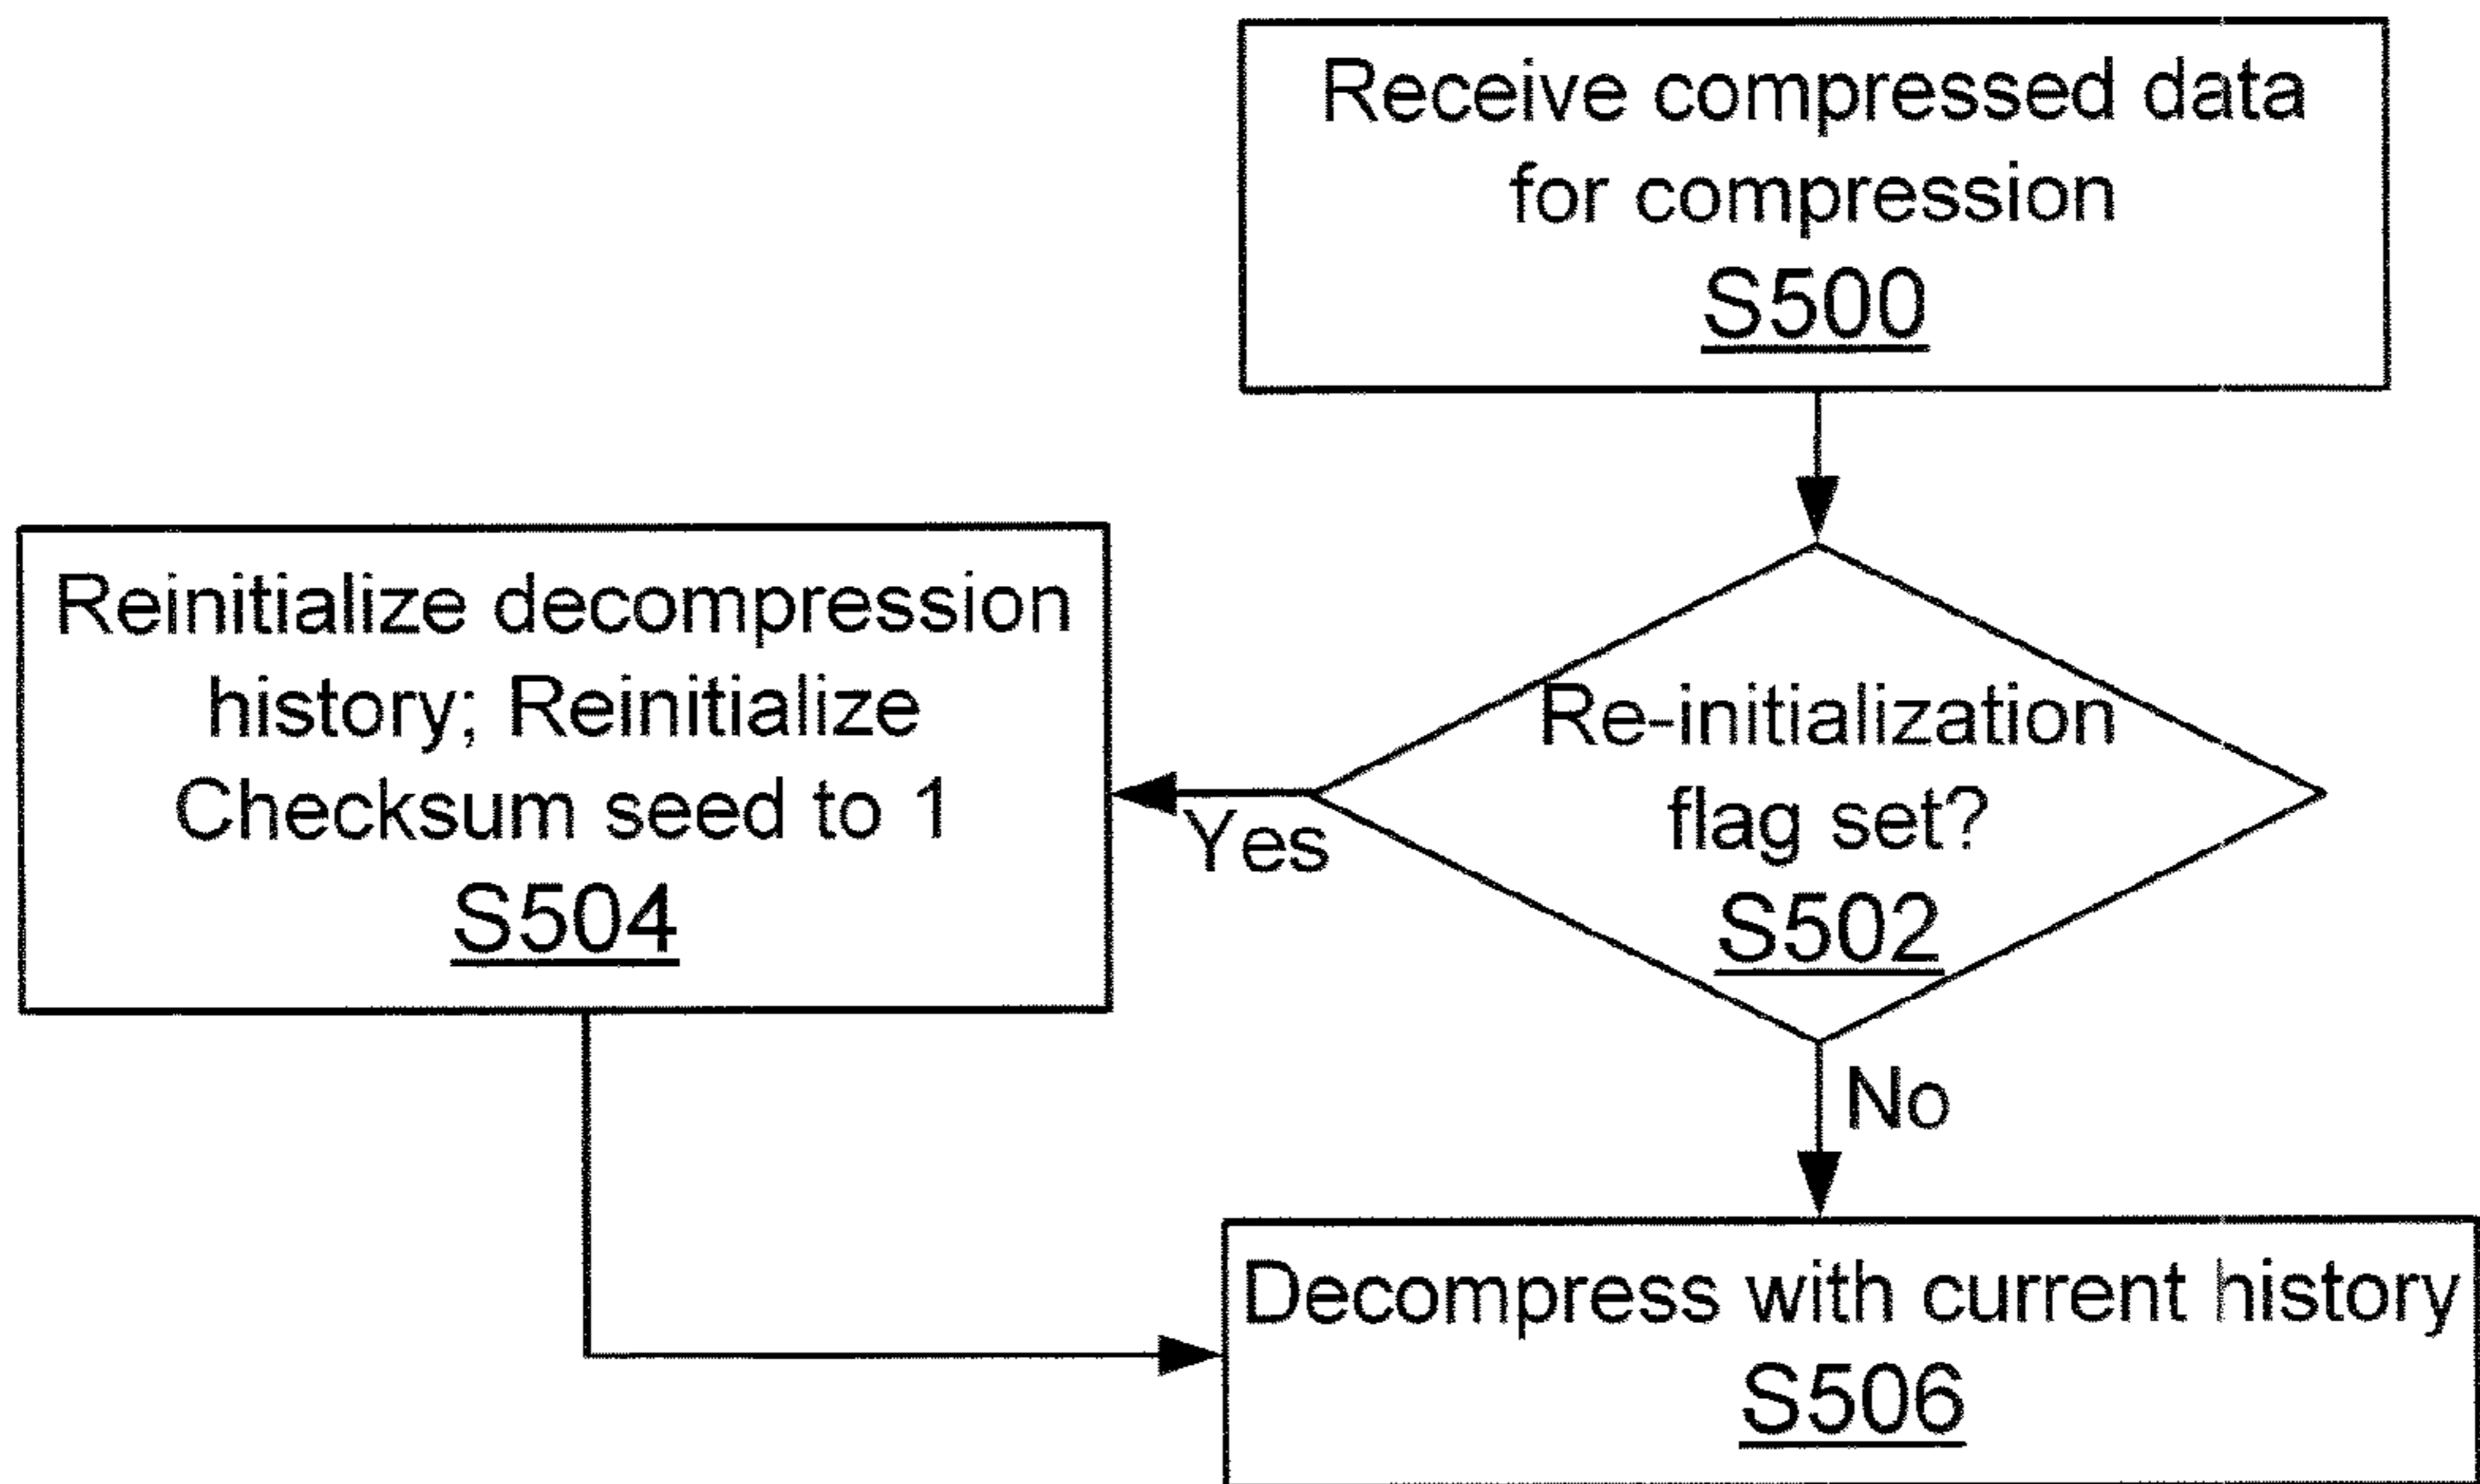 Receive compressed data
for compression
S500
Re-initialization
flag set?
S502
Yes
No
Reinitialize decompression
history; Reinitialize
Checksum seed to 1
S504
Decompress with current history
S506